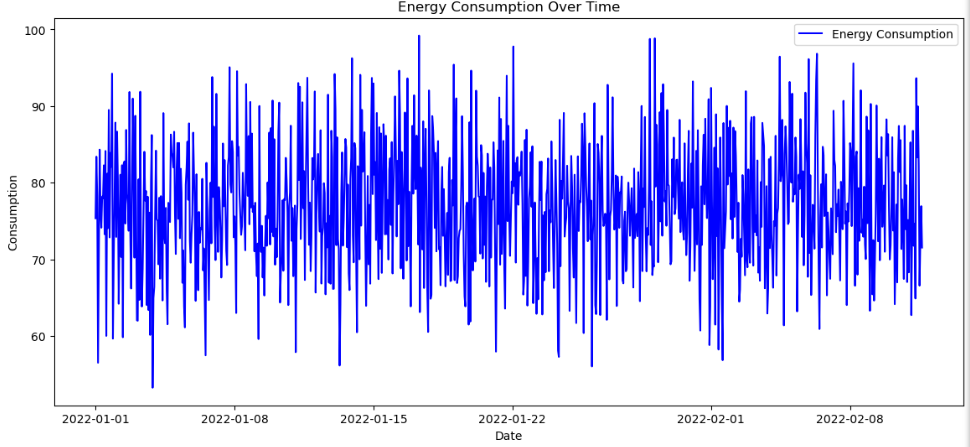 Energy Consumption Over Time
Energy Consumption
100
90
80
70
60
Consumption
2022-01-01 2022-01-08 2022-01-15 2022-01-22 2022-02-01 2022-02-08
Date